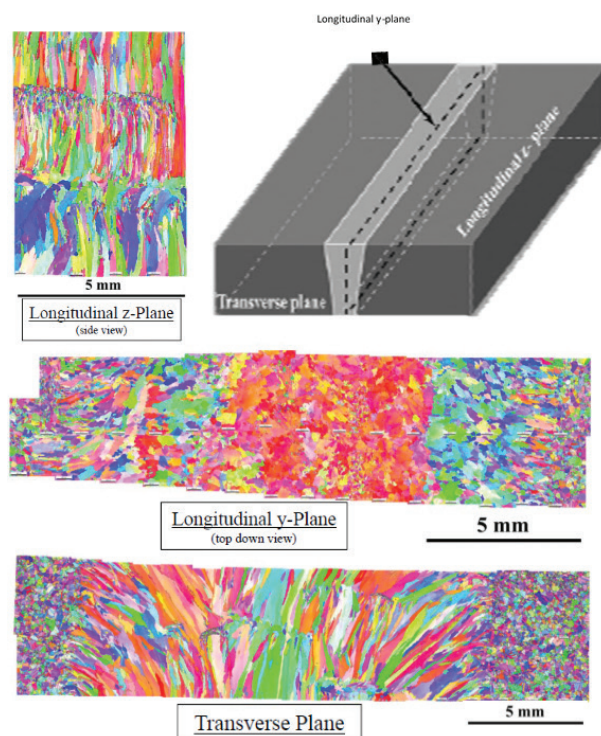 Longitudinal y-plane
Longitudinal z- plane
Transverse plane
5 mm
Longitudinal z-Plane
(side view)
Longitudinal y-Plane
(top down view)
5 mm
Transverse Plane
5 mm